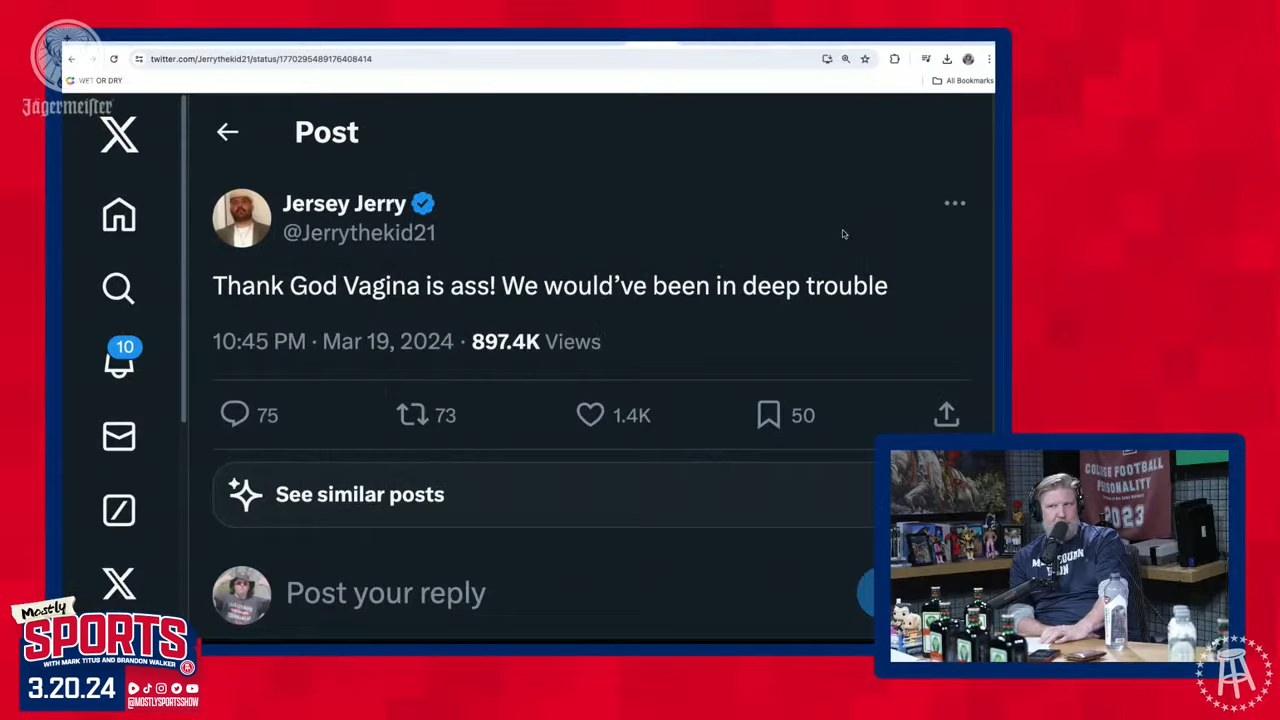 Jägermeister
twitter.com/Jerrythekid21/status/1770295489176408414
WET OR DRY
All Bookmarks
Post
Jersey Jerry
@Jerrythekid21
Thank God Vagina is ass! We would’ve been in deep trouble
10:45 PM · Mar 19, 2024 · 897.4K Views
75
73
1.4K
50
10
See similar posts
Post your reply
COLLEGE FOOTBALL
PERSONALITY
2023
Mostly
SPORTS
WITH MARK TITUS AND BRANDON WALKER
3.20.24
@MOSTLYSPORTSSHOW